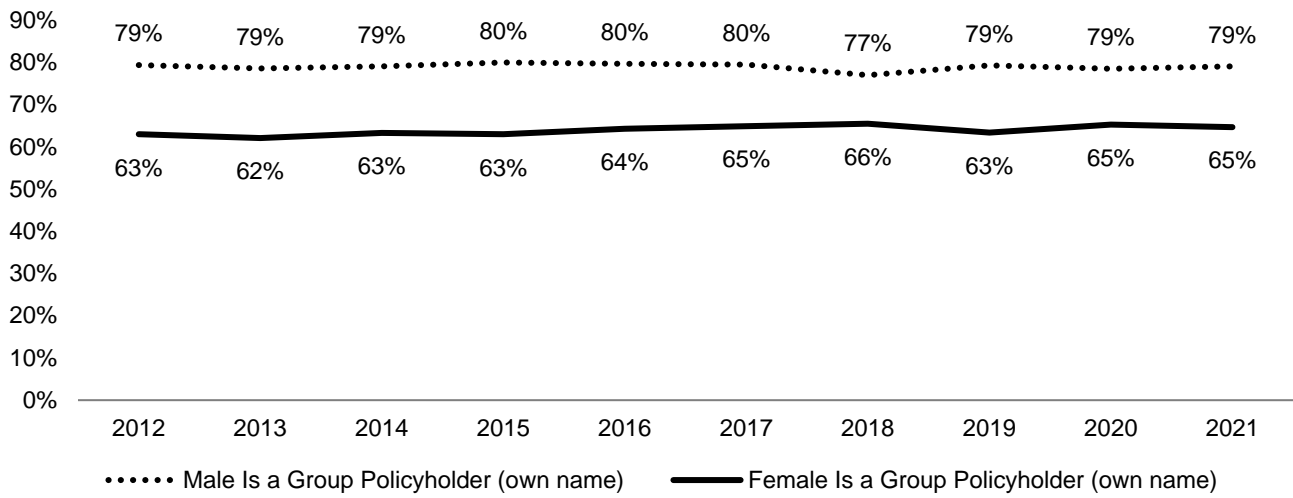 90%
79% 79% 79% 80% 80% 80% 77% 79% 79% 79%
80%
70%
60%
63% 62% 63% 63% 64% 65% 66% 63% 65% 65%
50%
40%
30%
20%
10%
0%
2012 2013 2014 2015 2016 2017 2018 2019 2020 2021
Male Is a Group Policyholder (own name) Female Is a Group Policyholder (own name)